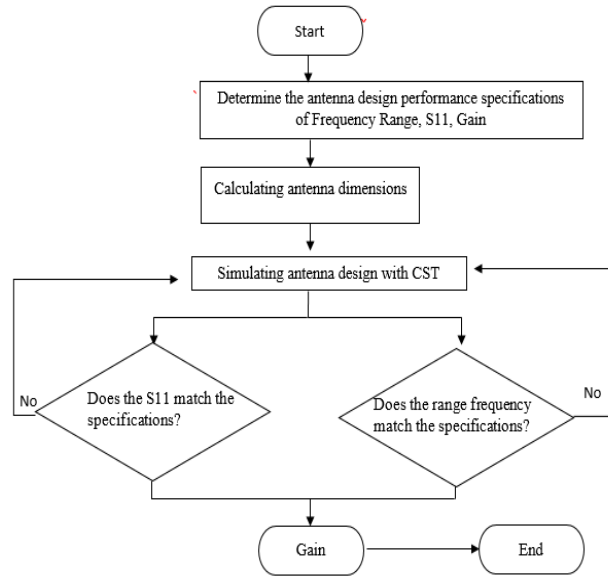 Start
Determine the antenna design performance specifications
of Frequency Range, S11, Gain
Calculating antenna dimensions
Simulating antenna design with CST
Does the S11 match the
specifications?
No
Does the range frequency
match the specifications?
No
Gain
End